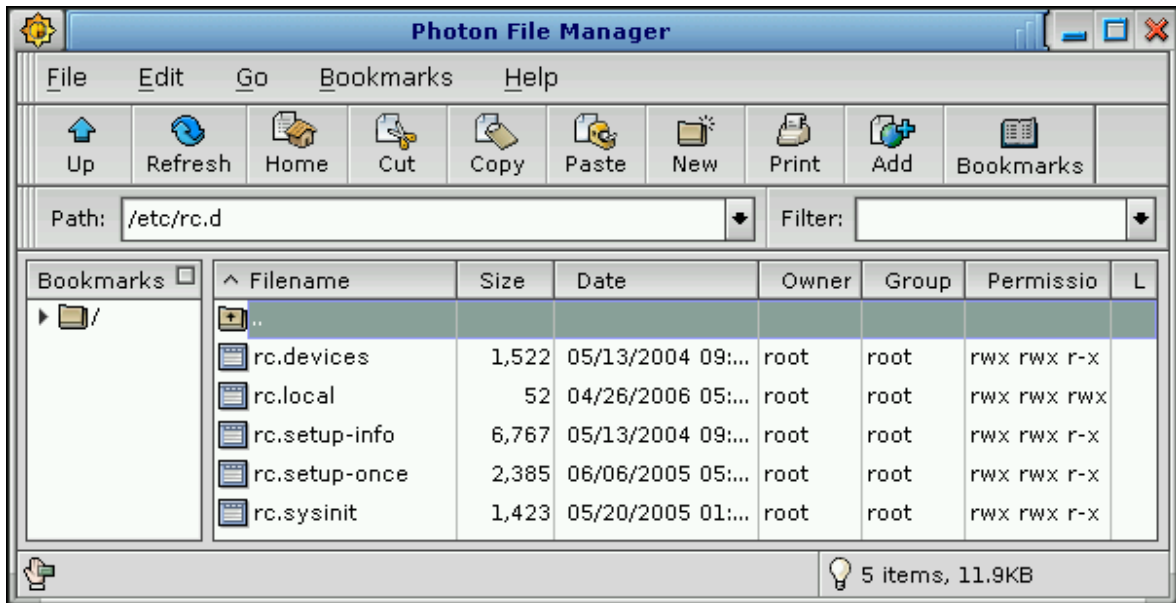 Photon File Manager
File Edit Go Bookmarks Help
Up Refresh Home Cut Copy Paste New Print Add Bookmarks
Path: /etc/rc.d Filter:
Bookmarks ^ Filename Size Date Owner Group Permissio L
/ ..
rc.devices 1,522 05/13/2004 09:... root root rwx rwx r-x
rc.local 52 04/26/2006 05:... root root rwx rwx rwx
rc.setup-info 6,767 05/13/2004 09:... root root rwx rwx r-x
rc.setup-once 2,385 06/06/2005 05:... root root rwx rwx r-x
rc.sysinit 1,423 05/20/2005 01:... root root rwx rwx r-x
5 items, 11.9KB